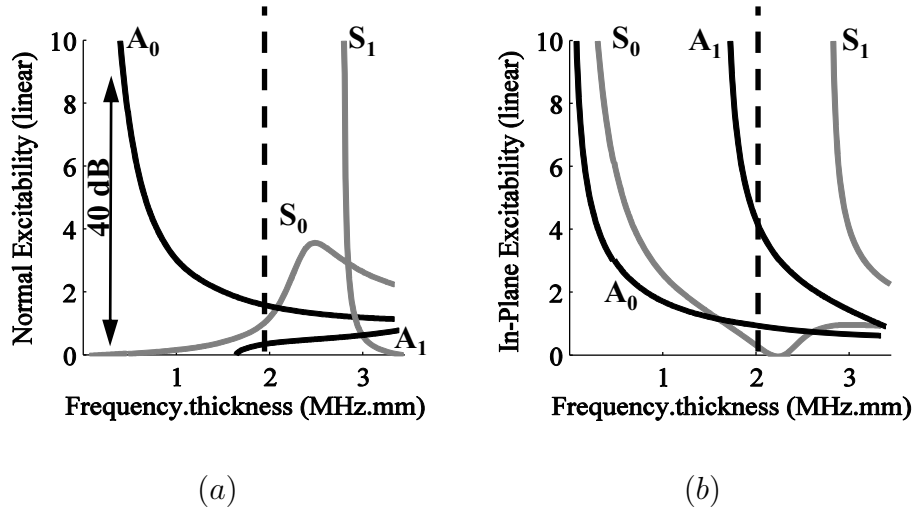 Normal Excitability (linear)
10
8
6
4
2
0
A₀
S₁
40 dB
S₀
A₁
1
2
3
Frequency.thickness (MHz.mm)
(a)
In-Plane Excitability (linear)
10
8
6
4
2
0
S₀
A₁
S₁
A₀
1
2
3
Frequency.thickness (MHz.mm)
(b)